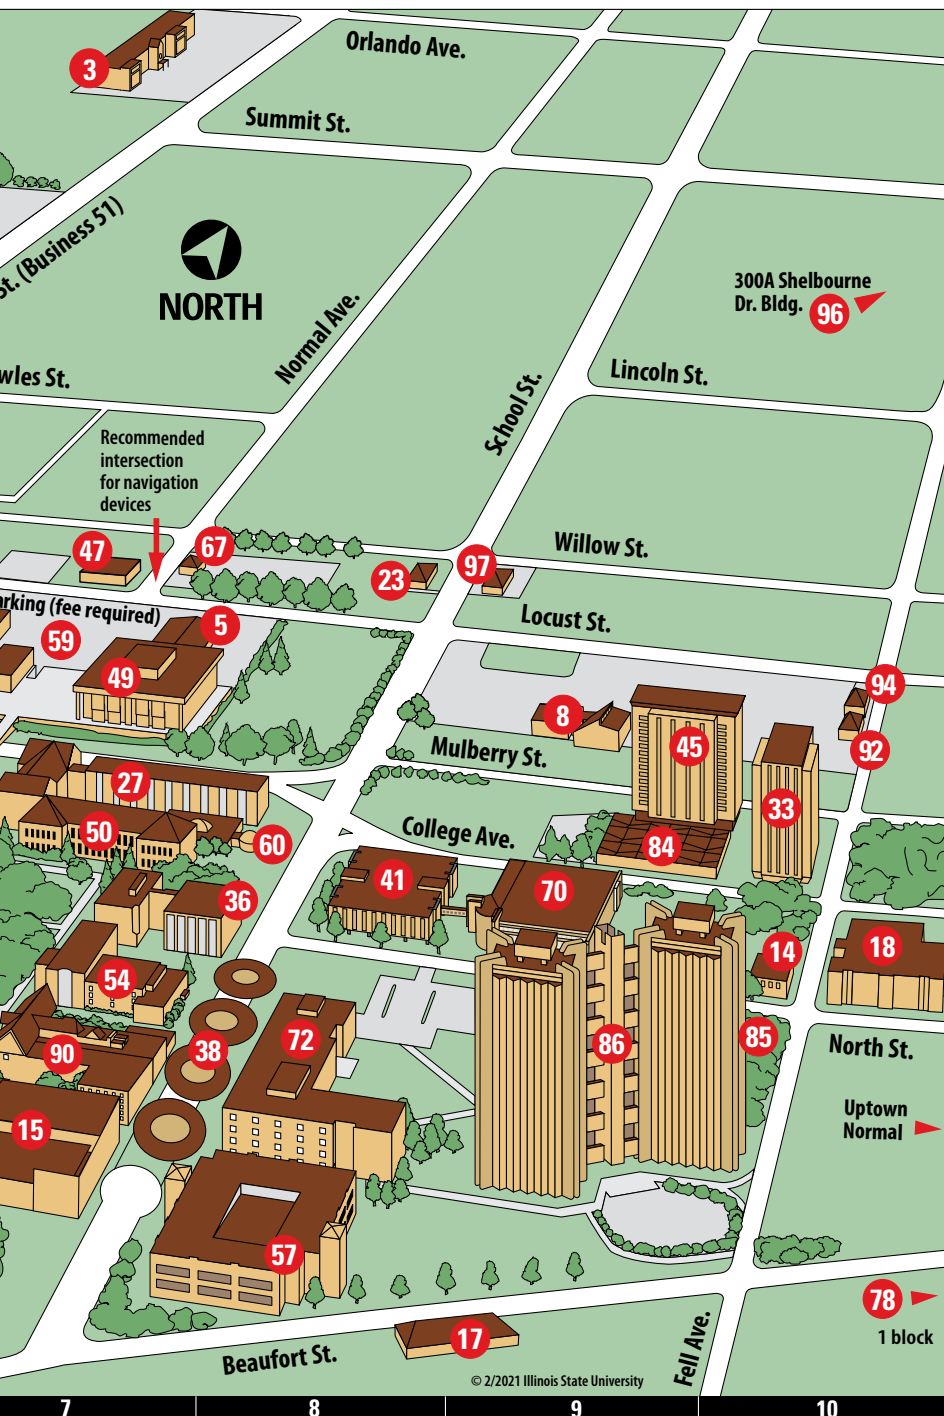 Orlando Ave.
3
Summit St.
St. (Business 51)
NORTH
300A Shelbourne
Dr. Bldg. 96
Normal Ave.
wles St.
Lincoln St.
School St.
Recommended
intersection
for navigation
devices
47
67
23
97
Willow St.
arking (fee required)
59
5
Locust St.
49
94
8
45
92
Mulberry St.
27
33
50
60
College Ave.
84
41
70
36
14
18
54
72
38
86
85
90
North St.
15
Uptown
Normal
57
78
1 block
17
Beaufort St.
Fell Ave.
© 2/2021 Illinois State University
7 8 9 10